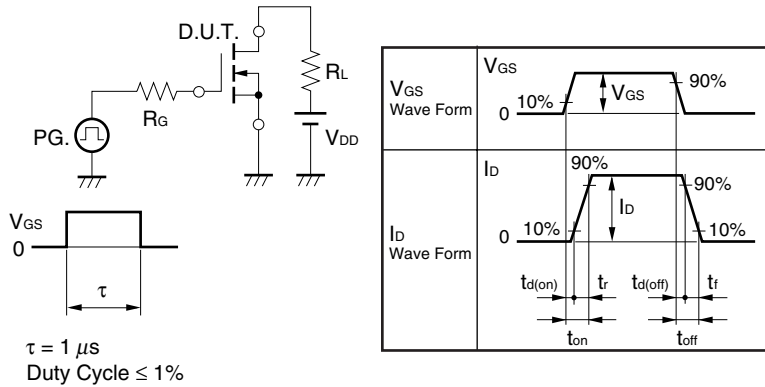 D.U.T.
RL
RG
PG.
VDD
VGS
0
τ
τ = 1 μs
Duty Cycle ≤ 1%
VGS
Wave Form
VGS
10%
0
VGS
90%
ID
Wave Form
ID
90%
90%
10%
0
ID
10%
td(on)
tr
td(off)
tf
ton
toff